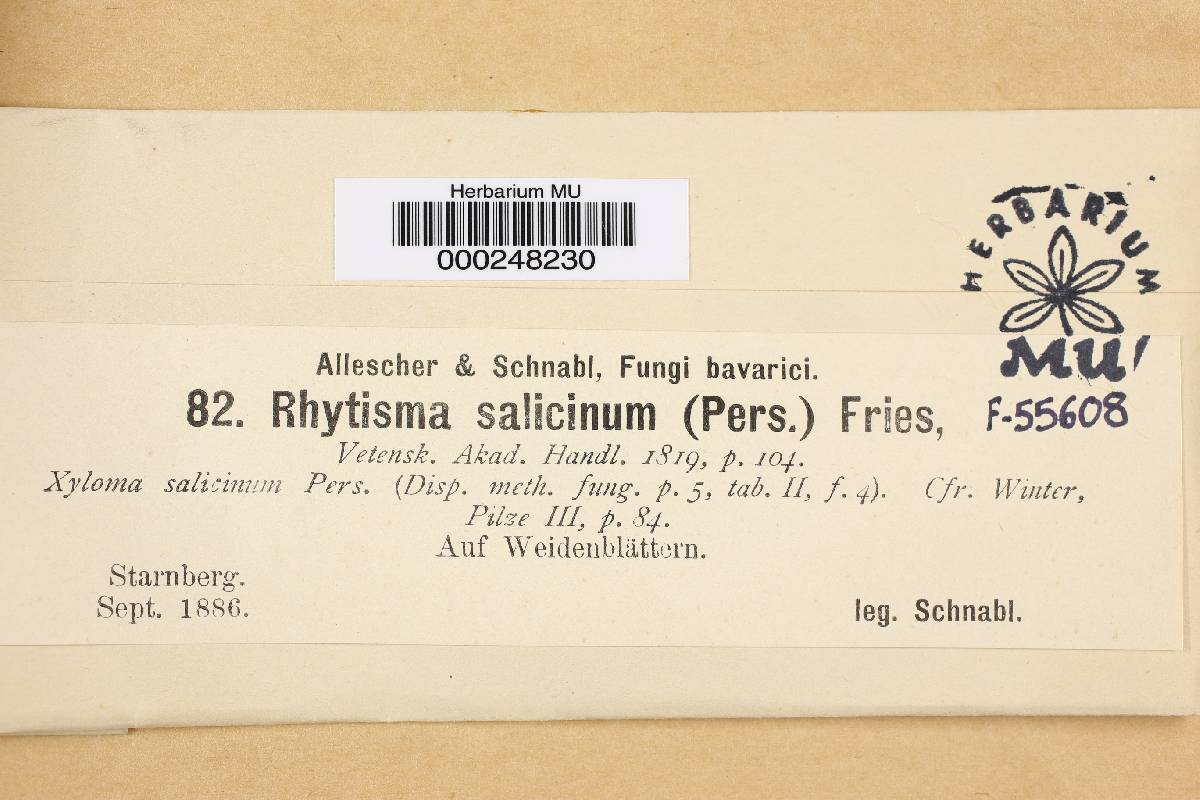 Herbarium MU
000248230
HERBARIUM
MU
Allescher & Schnabl, Fungi bavarici.
82. Rhytisma salicinum (Pers.) Fries, F-55608
Vetensk. Akad. Handl. 1819, p. 104.
Xyloma salicinum Pers. (Disp. meth. fung. p. 5, tab. II, f. 4). Cfr. Winter,
Pilze III, p. 84.
Auf Weidenblättern.
Starnberg.
Sept. 1886. leg. Schnabl.